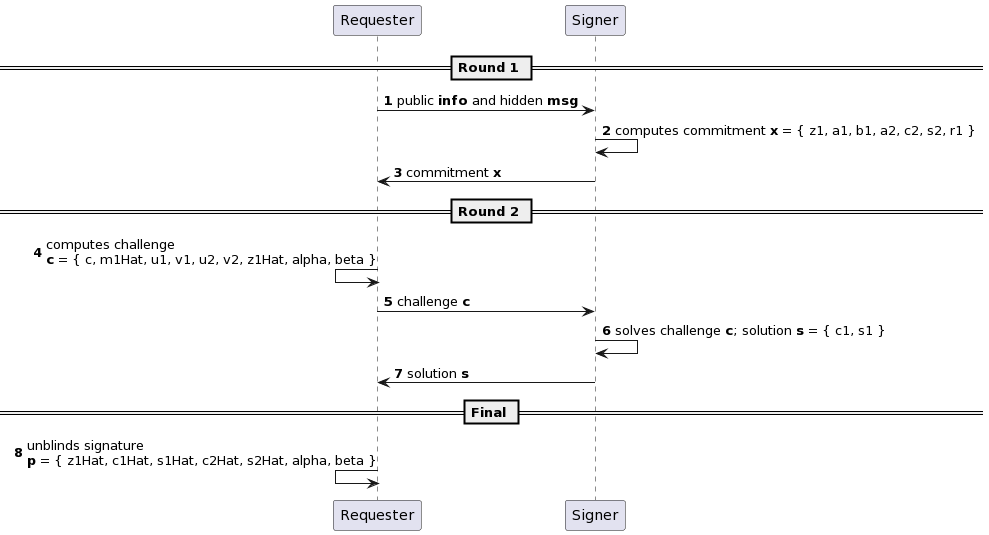 Requester Signer
Round 1
1 public info and hidden msg
2 computes commitment x = { z1, a1, b1, a2, c2, s2, r1 }
3 commitment x
Round 2
computes challenge
4 c = { c, m1Hat, u1, v1, u2, v2, z1Hat, alpha, beta }
5 challenge c
6 solves challenge c; solution s = { c1, s1 }
7 solution s
Final
unblinds signature
8 p = { z1Hat, c1Hat, s1Hat, c2Hat, s2Hat, alpha, beta }
Requester Signer